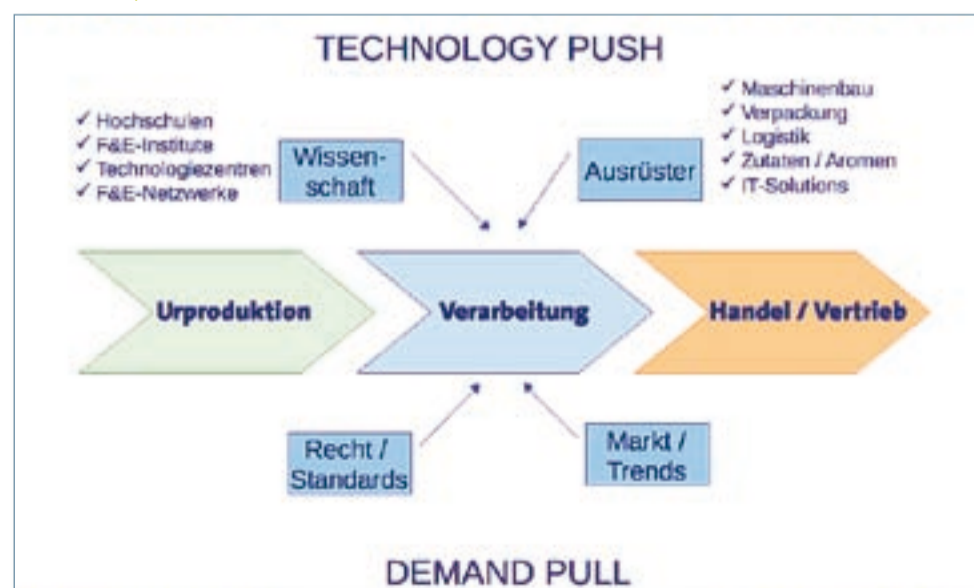 TECHNOLOGY PUSH
✓ Hochschulen
✓ F&E-Institute
✓ Technologiezentren
✓ F&E-Netzwerke
Wissen-
schaft
Ausrüster
✓ Maschinenbau
✓ Verpackung
✓ Logistik
✓ Zutaten / Aromen
✓ IT-Solutions
Urproduktion
Verarbeitung
Handel / Vertrieb
Recht /
Standards
Markt /
Trends
DEMAND PULL